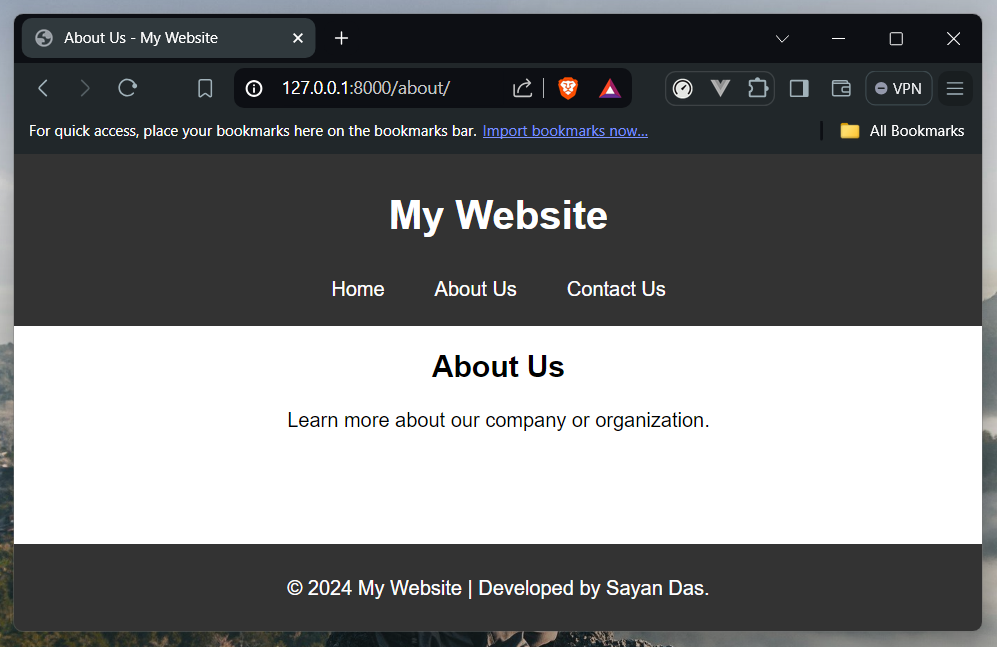 About Us - My Website
127.0.0.1:8000/about/
VPN
For quick access, place your bookmarks here on the bookmarks bar. Import bookmarks now...
All Bookmarks
My Website
Home About Us Contact Us
About Us
Learn more about our company or organization.
© 2024 My Website | Developed by Sayan Das.